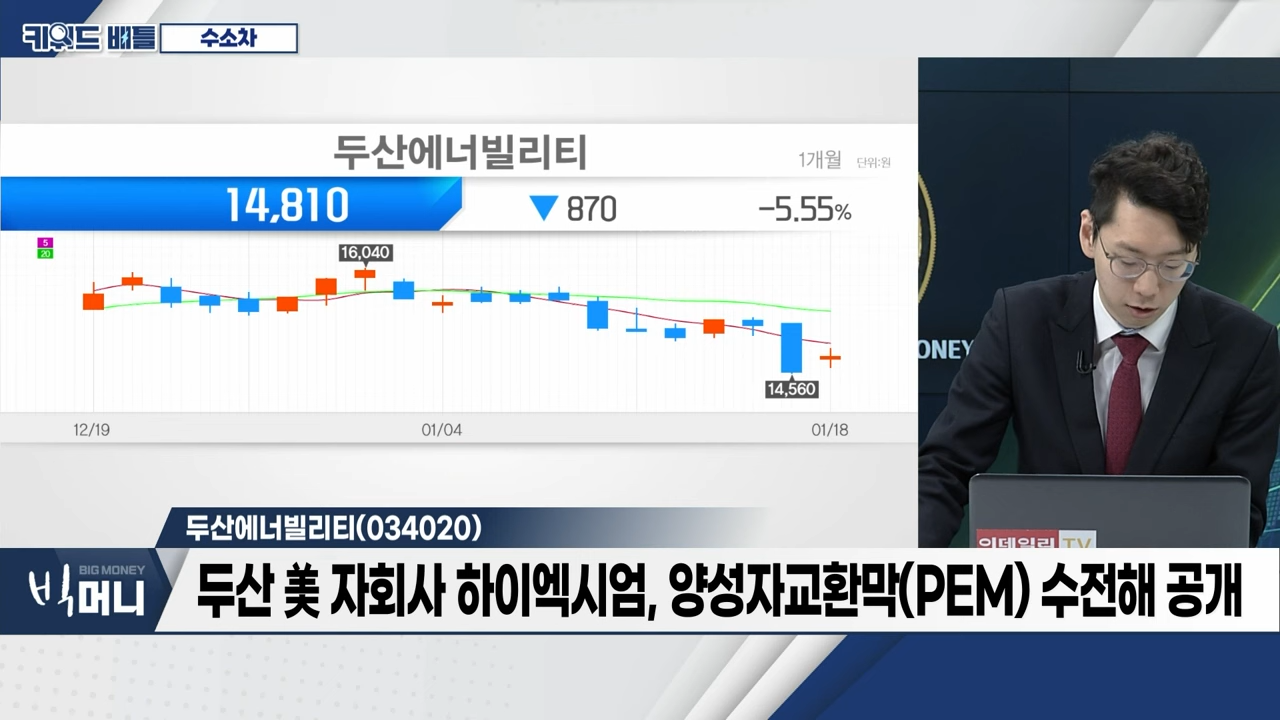 키워드 배틀
수소차
두산에너빌리티
1개월 단위:원
14,810 ▼ 870 -5.55%
5
20
16,040
14,560
12/19 01/04 01/18
ONEY
이데일리 TV
두산에너빌리티(034020)
BIG MONEY
빅머니
두산 美 자회사 하이엑시엄, 양성자교환막(PEM) 수전해 공개